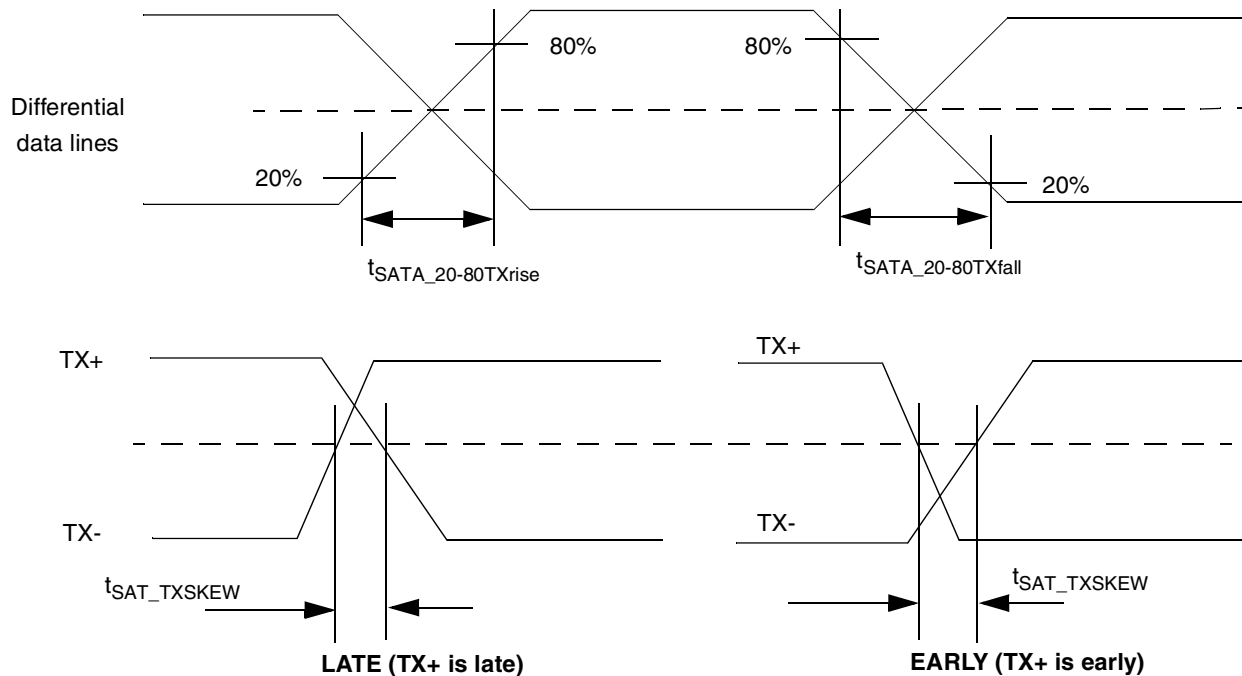 80%
80%
Differential
data lines
20%
20%
tSATA_20-80TXrise
tSATA_20-80TXfall
TX+
TX+
TX-
TX-
tSAT_TXSKEW
tSAT_TXSKEW
LATE (TX+ is late)
EARLY (TX+ is early)